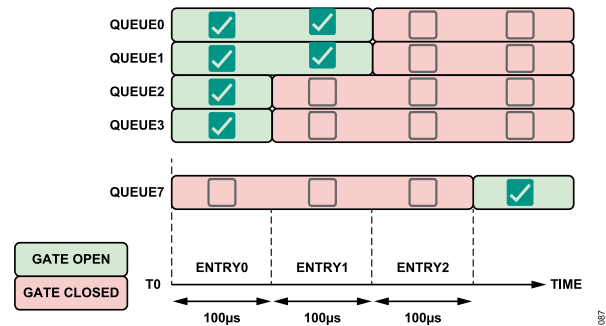 QUEUE0
QUEUE1
QUEUE2
QUEUE3
QUEUE7
GATE OPEN
GATE CLOSED
ENTRY0 ENTRY1 ENTRY2
T0 TIME
100µs 100µs 100µs
087